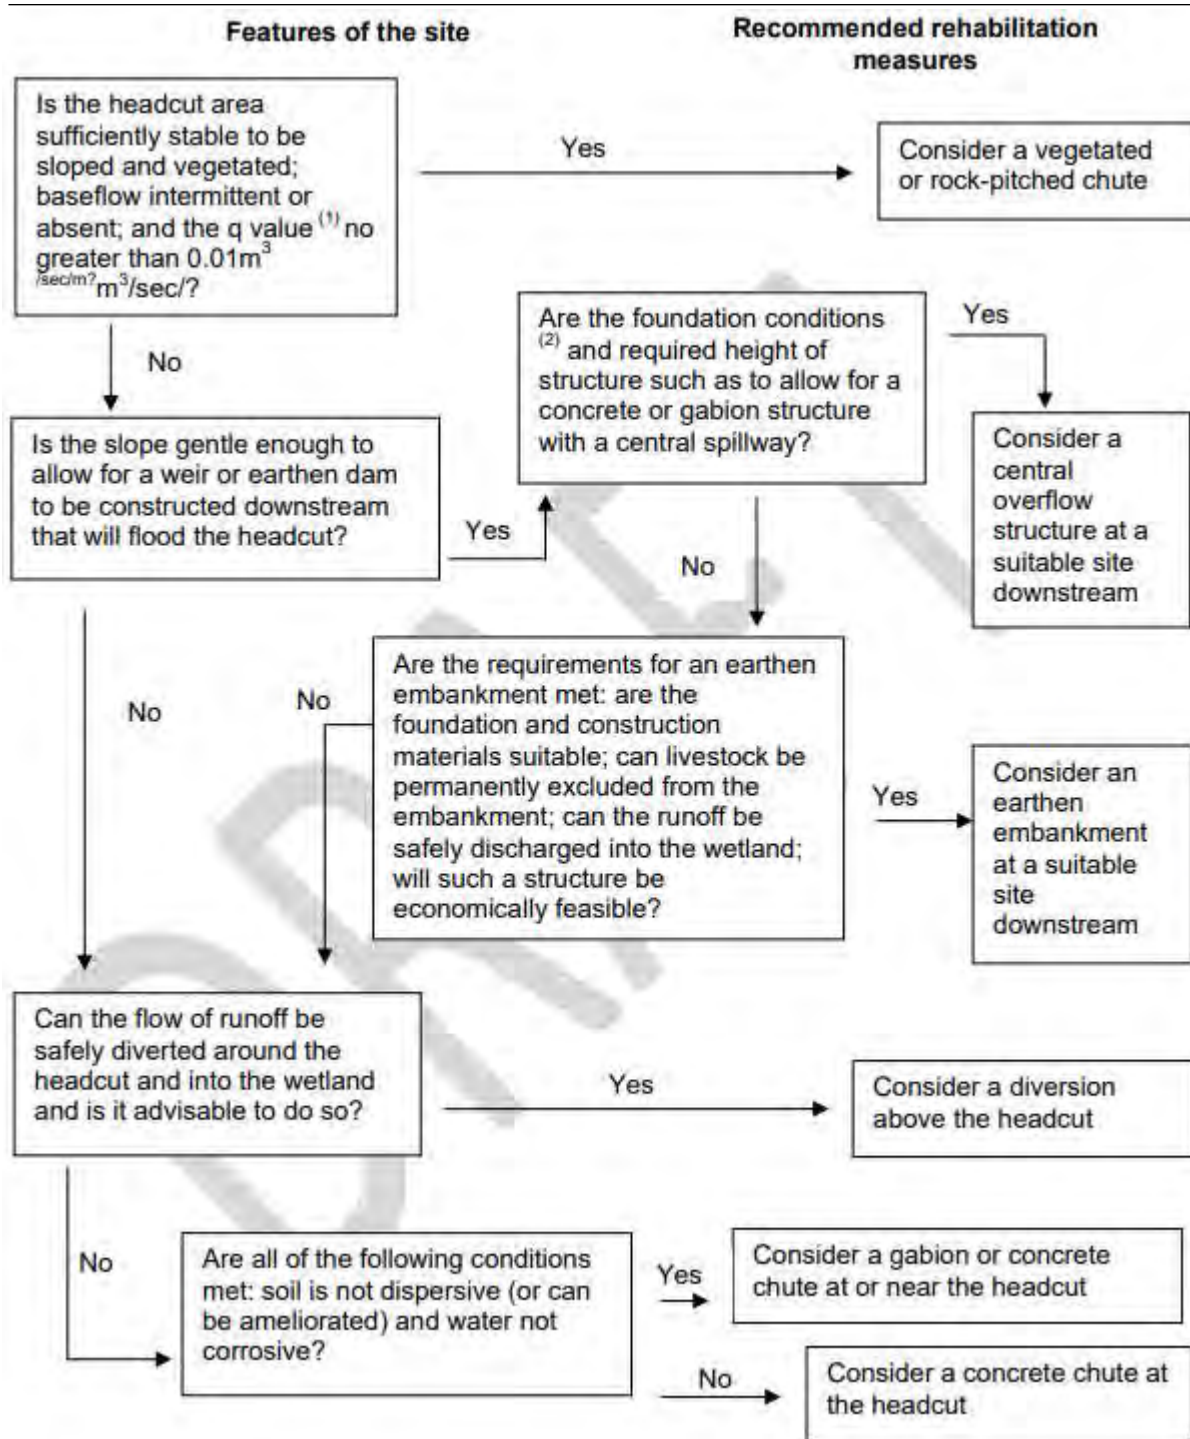 Features of the site
Recommended rehabilitation
measures
Is the headcut area
sufficiently stable to be
sloped and vegetated;
baseflow intermittent or
absent; and the q value (1) no
greater than 0.01m3
/sec/m?m3/sec/?
Yes
Consider a vegetated
or rock-pitched chute
No
Are the foundation conditions
(2) and required height of
structure such as to allow for a
concrete or gabion structure
with a central spillway?
Yes
Consider a
central
overflow
structure at a
suitable site
downstream
Is the slope gentle enough to
allow for a weir or earthen dam
to be constructed downstream
that will flood the headcut?
Yes
No
No
No
Are the requirements for an earthen
embankment met: are the
foundation and construction
materials suitable; can livestock be
permanently excluded from the
embankment; can the runoff be
safely discharged into the wetland;
will such a structure be
economically feasible?
Yes
Consider an
earthen
embankment
at a suitable
site
downstream
Can the flow of runoff be
safely diverted around the
headcut and into the wetland
and is it advisable to do so?
Yes
Consider a diversion
above the headcut
No
Are all of the following conditions
met: soil is not dispersive (or can
be ameliorated) and water not
corrosive?
Yes
Consider a gabion or concrete
chute at or near the headcut
No
Consider a concrete chute at
the headcut